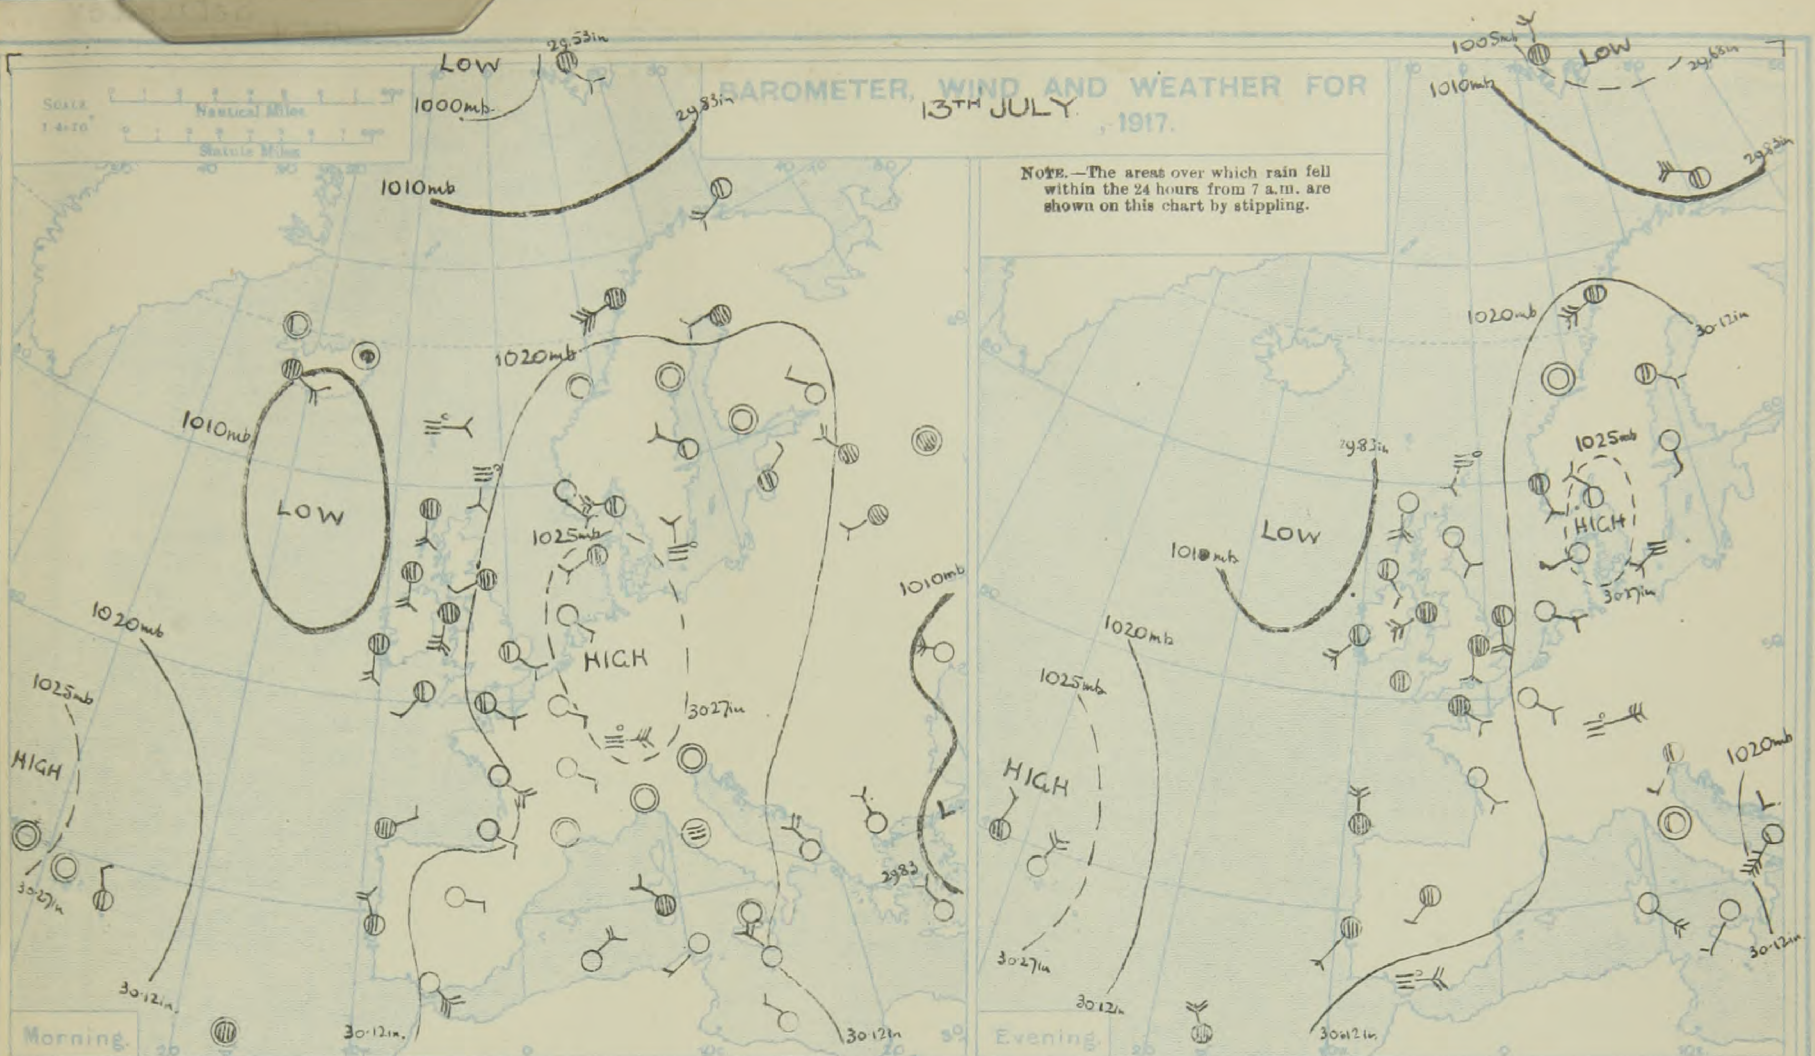 BAROMETER, WIND AND WEATHER FOR
13TH JULY
, 1917.
NOTE.—The areas over which rain fell
within the 24 hours from 7 a.m. are
shown on this chart by stippling.
SCALE
Nautical Miles
Statute Miles
LOW
29.53in
1000mb.
29.83in
1010mb
1020mb
1010mb
LOW
1025mb
HIGH
30.27in
1020mb
1025mb
HIGH
30.27in
30.12in.
1010mb
L
29.83
30.12in.
30.12in
Morning.
1005mb
LOW
29.68in
1010mb
29.83in
1020mb
30.12in
29.83in
1025mb
HIGH
30.27in
LOW
1010mb
1020mb
1025mb
HIGH
30.27in
30.12in
1020mb
L
30.12in.
30.12in
Evening.